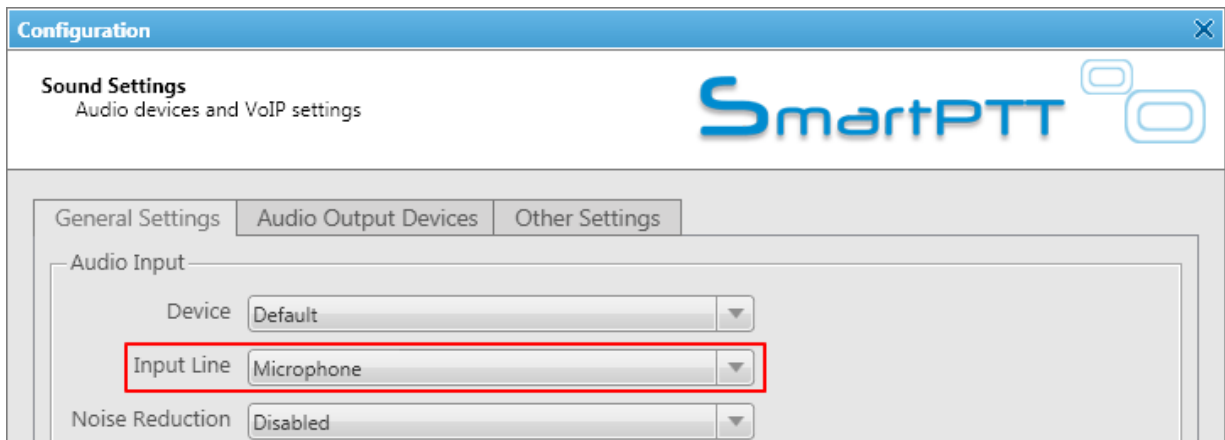 Configuration
Sound Settings
Audio devices and VoIP settings
SmartPTT
General Settings Audio Output Devices Other Settings
Audio Input
Device Default
Input Line Microphone
Noise Reduction Disabled